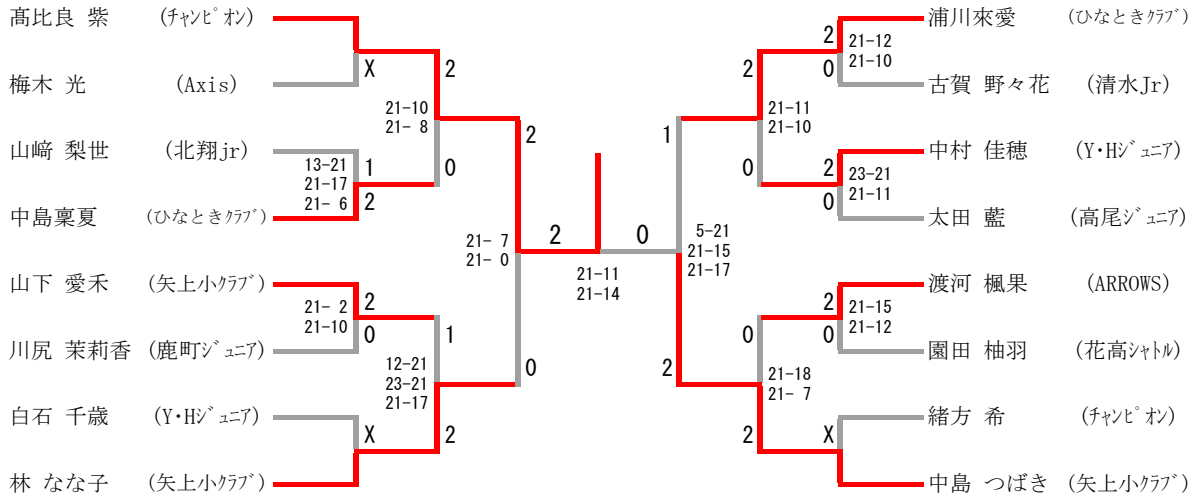 髙比良 紫 (チャンピオン)
X
梅木 光 (Axis)
2
21-10
21- 8
0
山﨑 梨世 (北翔jr)
13-21
21-17
21- 6
1
2
中島稟夏 (ひなときクラブ)
2
21- 7
21- 0
0
山下 愛禾 (矢上小クラブ)
21- 2
21-10
2
0
川尻 茉莉香 (鹿町ジュニア)
1
12-21
23-21
21-17
2
白石 千歳 (Y・Hジュニア)
X
林 なな子 (矢上小クラブ)
2
0
21-11
21-14
浦川來愛 (ひなときクラブ)
2
21-12
21-10
0
古賀 野々花 (清水Jr)
2
21-11
21-10
0
中村 佳穂 (Y・Hジュニア)
2
23-21
21-11
0
太田 藍 (高尾ジュニア)
1
5-21
21-15
21-17
2
渡河 楓果 (ARROWS)
2
21-15
21-12
0
園田 柚羽 (花高シャトル)
0
21-18
21- 7
2
緒方 希 (チャンピオン)
X
中島 つばき (矢上小クラブ)